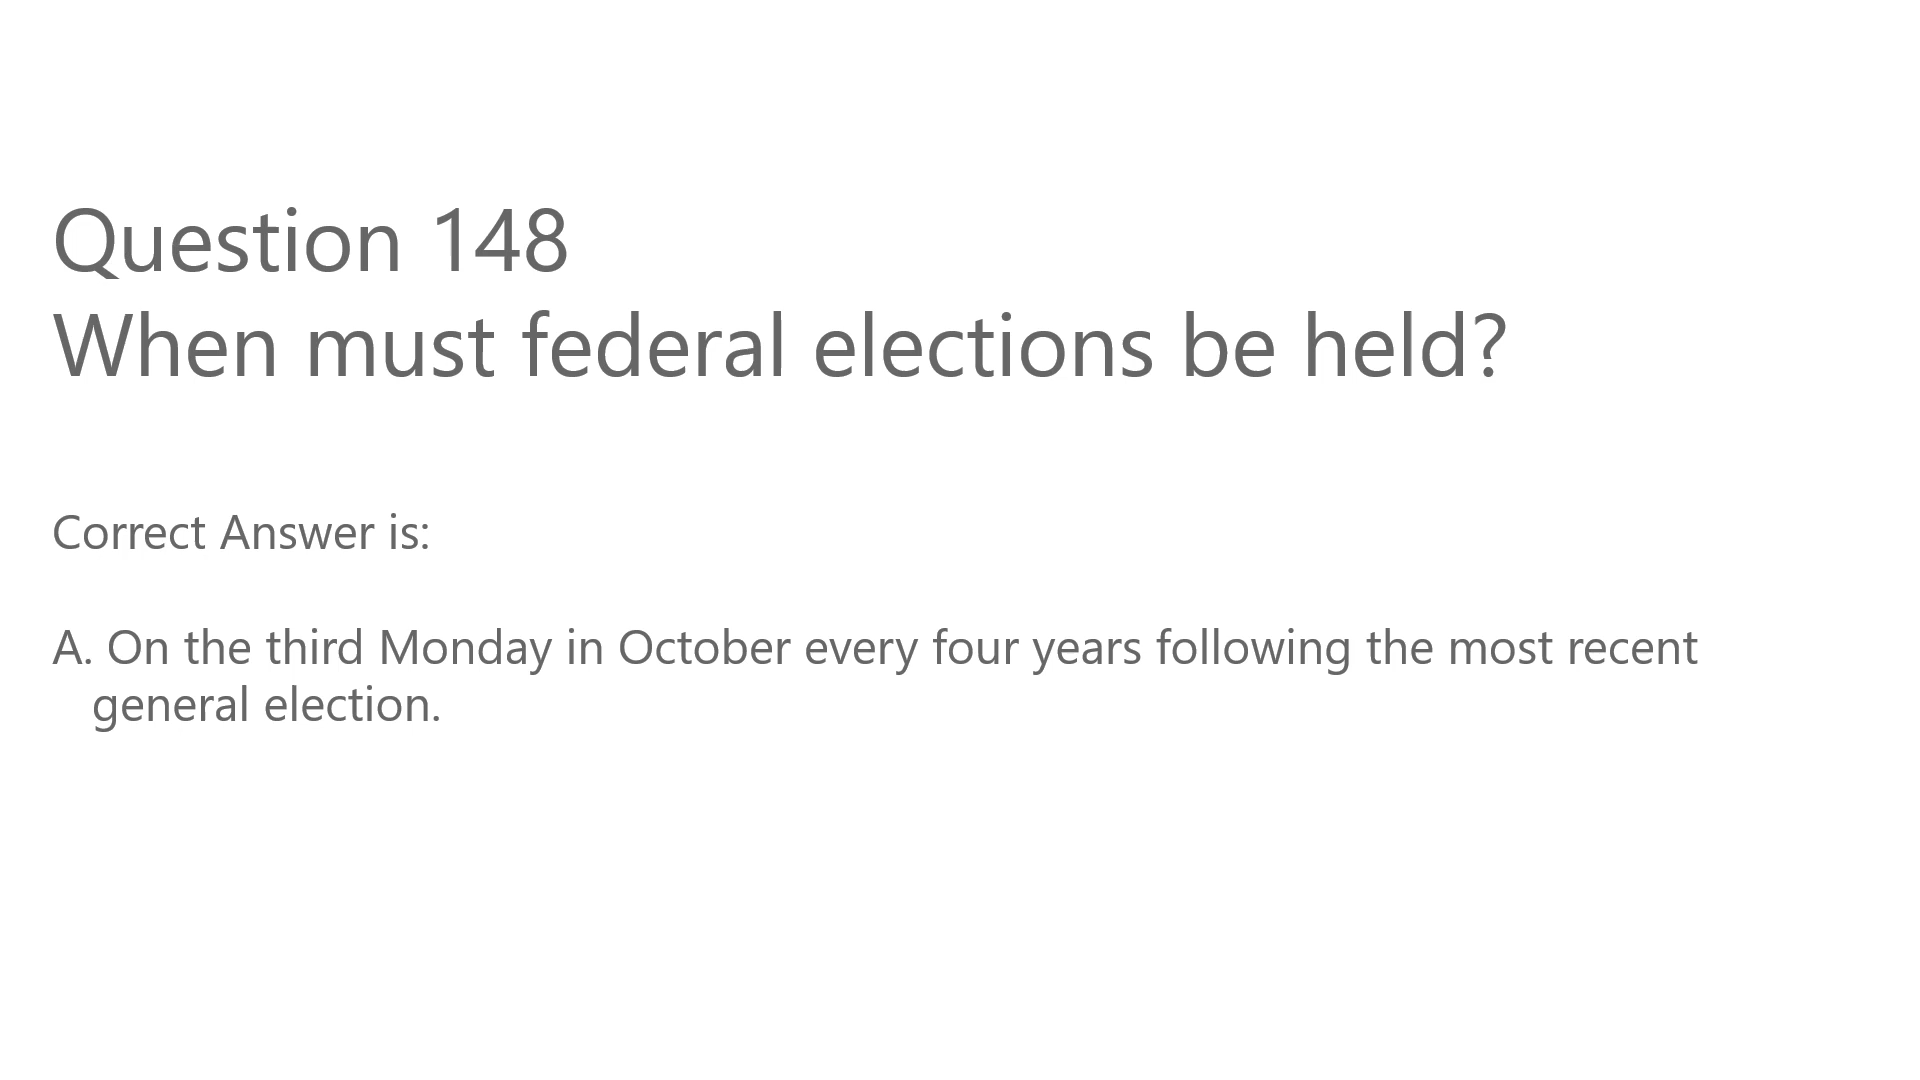 Question 148
When must federal elections be held?
Correct Answer is:
A. On the third Monday in October every four years following the most recent
general election.